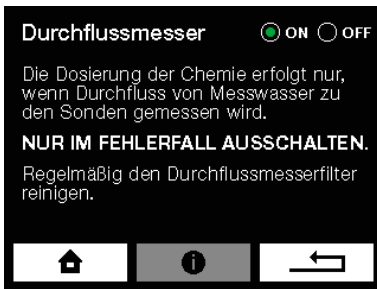 Durchflussmesser ON OFF
Die Dosierung der Chemie erfolgt nur,
wenn Durchfluss von Messwasser zu
den Sonden gemessen wird.
NUR IM FEHLERFALL AUSSCHALTEN.
Regelmäßig den Durchflussmesserfilter
reinigen.
i